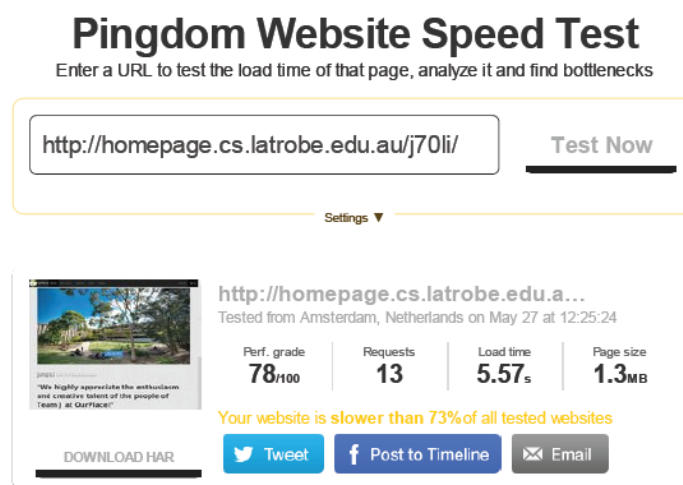 Pingdom Website Speed Test
Enter a URL to test the load time of that page, analyze it and find bottlenecks
http://homepage.cs.latrobe.edu.au/j70li/
Test Now
Settings ▼
http://homepage.cs.latrobe.edu.a...
Tested from Amsterdam, Netherlands on May 27 at 12:25:24
Perf. grade Requests Load time Page size
78/100 13 5.57s 1.3MB
"We highly appreciate the enthusiasm
and creative talent of the people of
Team J at OurPlace!"
Your website is slower than 73%of all tested websites
DOWNLOAD HAR
Tweet
Post to Timeline
Email